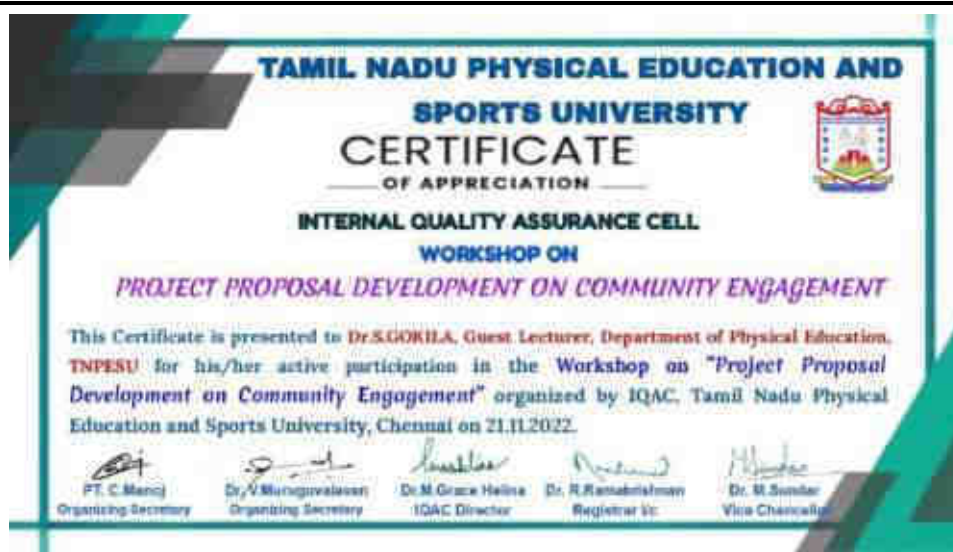 TAMIL NADU PHYSICAL EDUCATION AND
SPORTS UNIVERSITY
CERTIFICATE
OF APPRECIATION
INTERNAL QUALITY ASSURANCE CELL
WORKSHOP ON
PROJECT PROPOSAL DEVELOPMENT ON COMMUNITY ENGAGEMENT
This Certificate is presented to Dr.S.GOKILA, Guest Lecturer, Department of Physical Education,
TNPESU for his/her active participation in the Workshop on "Project Proposal
Development on Community Engagement" organized by IQAC, Tamil Nadu Physical
Education and Sports University, Chennai on 21.11.2022.
PT. C.Manoj Dr. V.Muruguvalavan Dr.M.Grace Helina Dr. R.Ramakrishnan Dr. M.Sundar
Organizing Secretary Organizing Secretary IQAC Director Registrar i/c Vice Chancellor